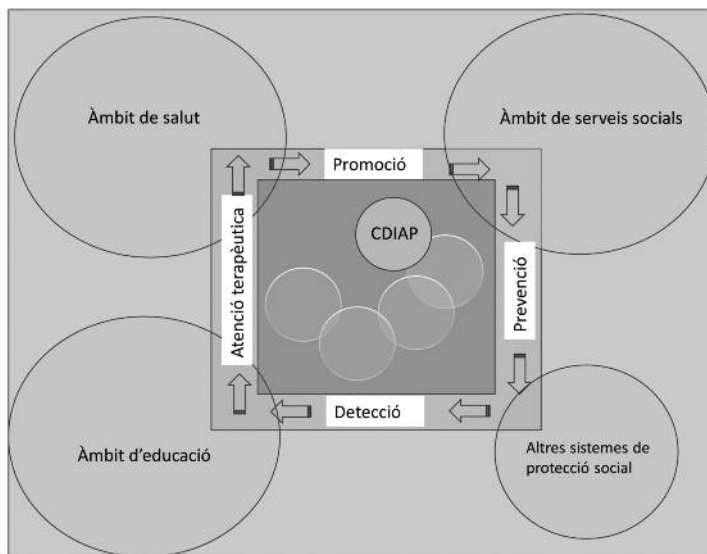 Àmbit de salut
Àmbit de serveis socials
Promoció
CDIAP
Atenció terapèutica
Prevenció
Detecció
Àmbit d’educació
Altres sistemes de
protecció social